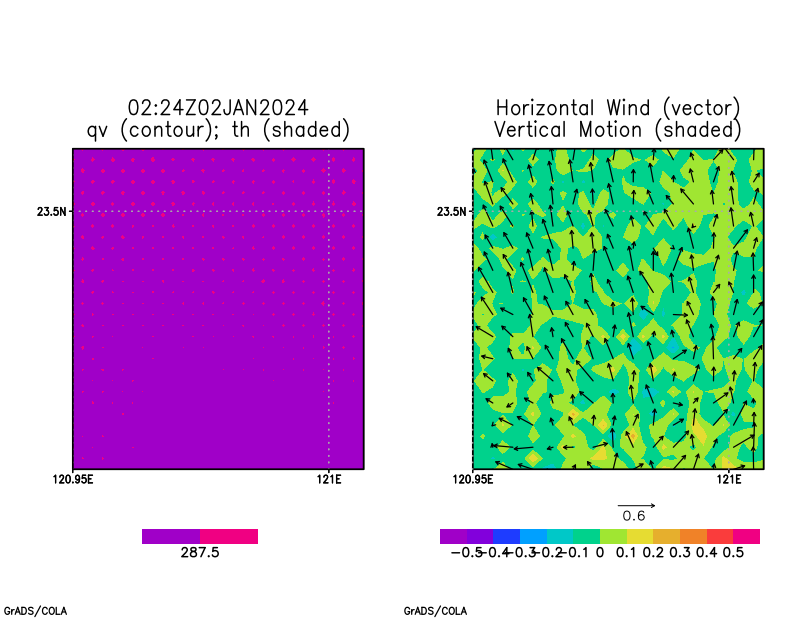 02:24Z02JAN2024
qv (contour); th (shaded)
23.5N
120.95E
121E
287.5
GrADS/COLA
Horizontal Wind (vector)
Vertical Motion (shaded)
23.5N
120.95E
121E
0.6
-0.5 -0.4 -0.3 -0.2 -0.1 0 0.1 0.2 0.3 0.4 0.5
GrADS/COLA